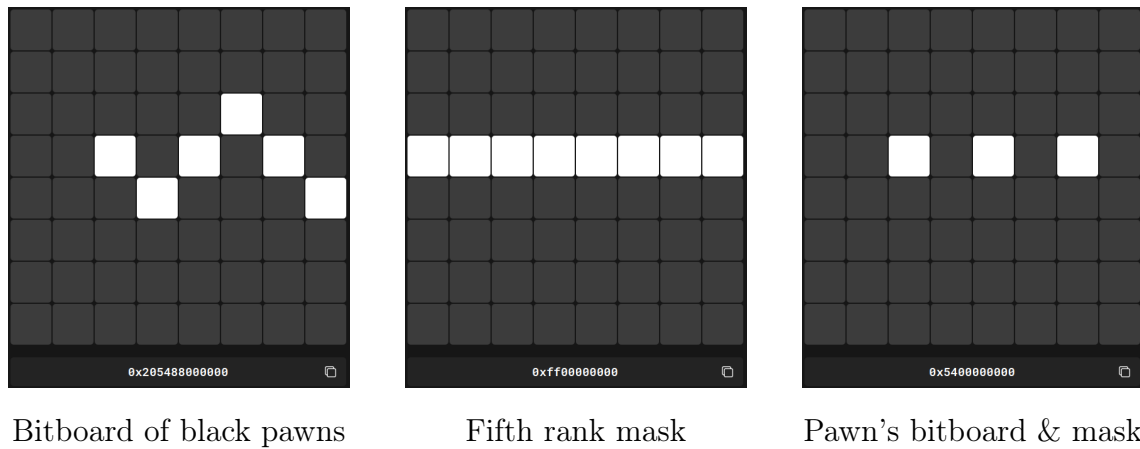 0x205488000000
0xff00000000
0x5400000000
Bitboard of black pawns
Fifth rank mask
Pawn's bitboard & mask